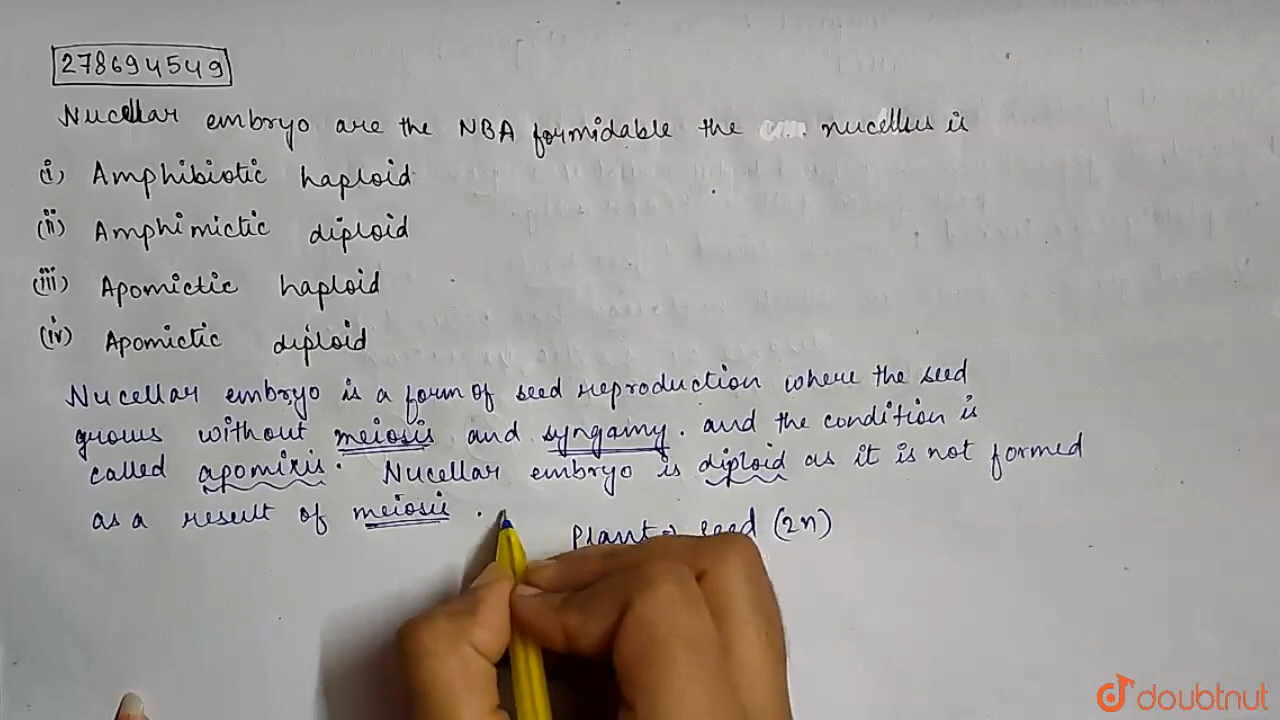 278694549
Nucellar embryo are the NBA formidable the nucellus is
(i) Amphibiotic haploid
(ii) Amphimictic diploid
(iii) Apomictic haploid
(iv) Apomictic diploid
Nucellar embryo is a form of seed reproduction where the seed
grows without meiosis and syngamy. and the condition is
called apomixis. Nucellar embryo is diploid as it is not formed
as a result of meiosis.
Plant seed (2n)
doubtnut